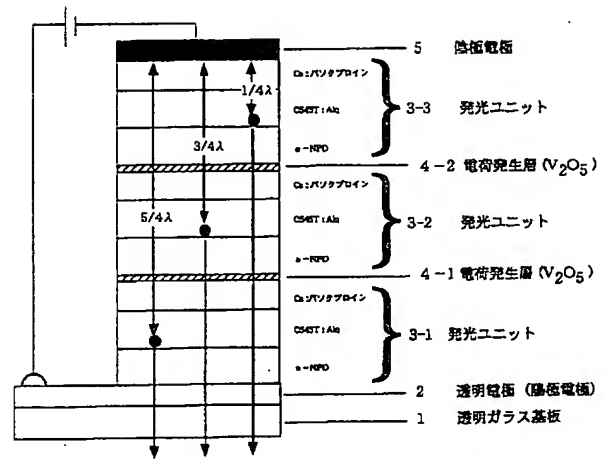 5 陰極電極
1/4λ
Cs:バソクプロイン
C545T:Alq
α-NPD
3-3 発光ユニット
3/4λ
4-2 電荷発生層 (V2O5)
Cs:バソクプロイン
C545T:Alq
α-NPD
3-2 発光ユニット
5/4λ
4-1 電荷発生層 (V2O5)
Cs:バソクプロイン
C545T:Alq
α-NPD
3-1 発光ユニット
2 透明電極 (陽極電極)
1 透明ガラス基板